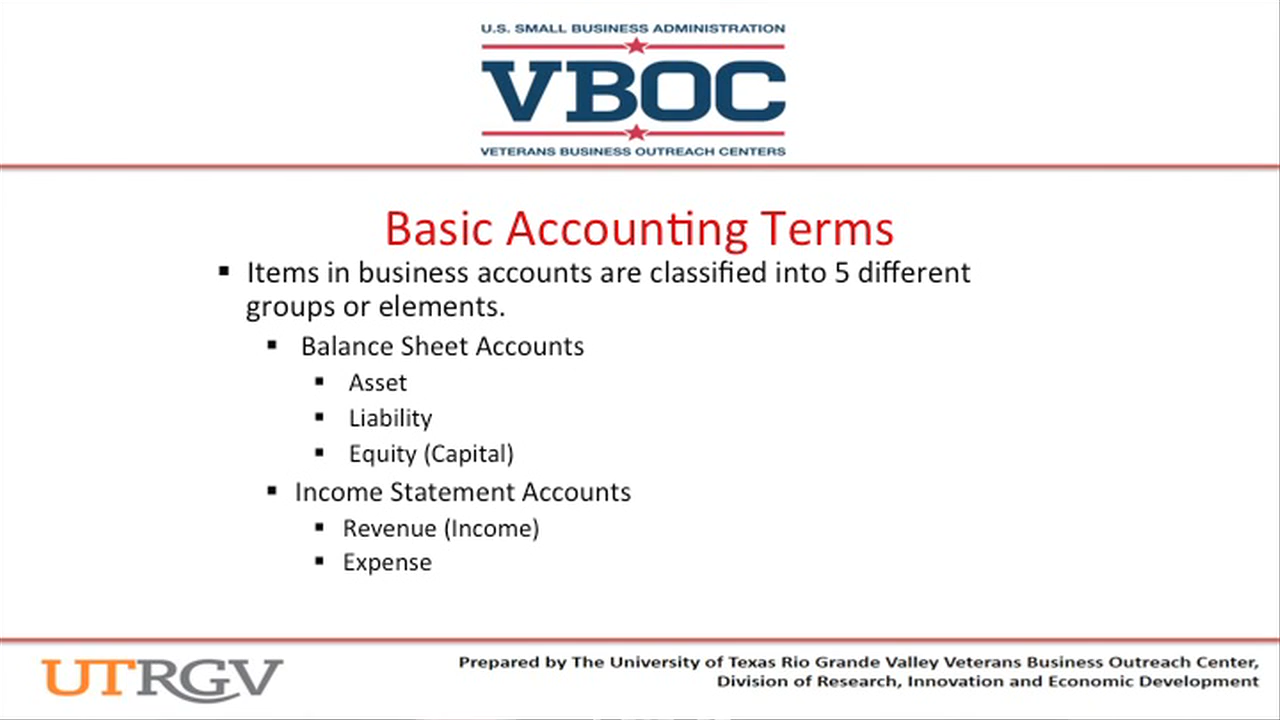 U.S. SMALL BUSINESS ADMINISTRATION
VBOC
VETERANS BUSINESS OUTREACH CENTERS
Basic Accounting Terms
▪ Items in business accounts are classified into 5 different
groups or elements.
▪ Balance Sheet Accounts
▪ Asset
▪ Liability
▪ Equity (Capital)
▪ Income Statement Accounts
▪ Revenue (Income)
▪ Expense
UTRGV
Prepared by The University of Texas Rio Grande Valley Veterans Business Outreach Center,
Division of Research, Innovation and Economic Development